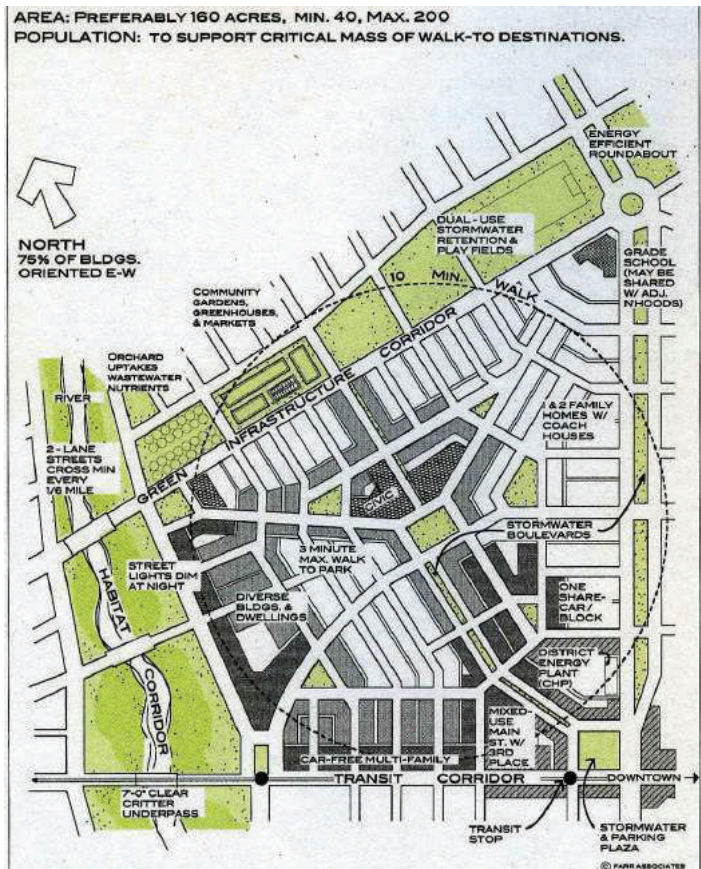 AREA: PREFERABLY 160 ACRES, MIN. 40, MAX. 200
POPULATION: TO SUPPORT CRITICAL MASS OF WALK-TO DESTINATIONS.
ENERGY
EFFICIENT
ROUNDABOUT
NORTH
75% OF BLDGS.
ORIENTED E-W
DUAL-USE
STORMWATER
RETENTION &
PLAY FIELDS
GRADE
SCHOOL
(MAY BE
SHARED
W/ ADJ.
NHOODS)
10 MIN. WALK
COMMUNITY
GARDENS,
GREENHOUSES,
& MARKETS
ORCHARD
UPTAKES
WASTEWATER
NUTRIENTS
GREEN INFRASTRUCTURE CORRIDOR
RIVER
2-LANE
STREETS
CROSS MIN
EVERY
1/6 MILE
1 & 2 FAMILY
HOMES W/
COACH
HOUSES
CIVIC
STORMWATER
BOULEVARDS
3 MINUTE
MAX. WALK
TO PARK
STREET
LIGHTS DIM
AT NIGHT
DIVERSE
BLDGS. &
DWELLINGS
ONE
SHARE-
CAR/
BLOCK
HABITAT CORRIDOR
DISTRICT
ENERGY
PLANT
(CHP)
MIXED-
USE MAIN
ST. W/
3RD
PLACE
CAR-FREE MULTI-FAMILY
TRANSIT CORRIDOR
DOWNTOWN
7'-0" CLEAR
CRITTER
UNDERPASS
TRANSIT
STOP
STORMWATER
& PARKING
PLAZA
© FARR ASSOCIATES